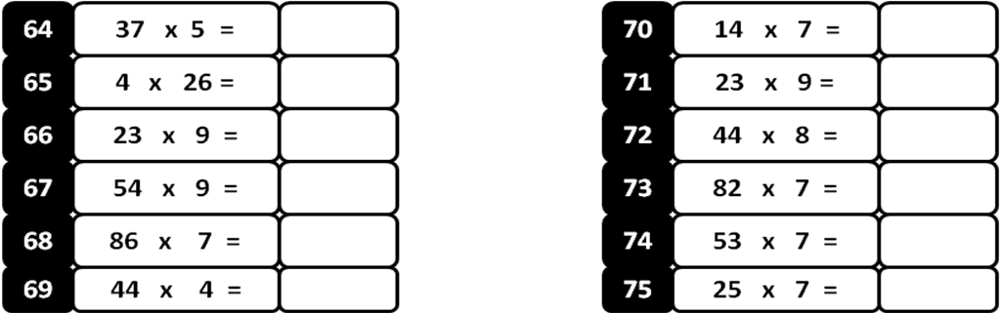 64 37 x 5 =
65 4 x 26 =
66 23 x 9 =
67 54 x 9 =
68 86 x 7 =
69 44 x 4 =
70 14 x 7 =
71 23 x 9 =
72 44 x 8 =
73 82 x 7 =
74 53 x 7 =
75 25 x 7 =